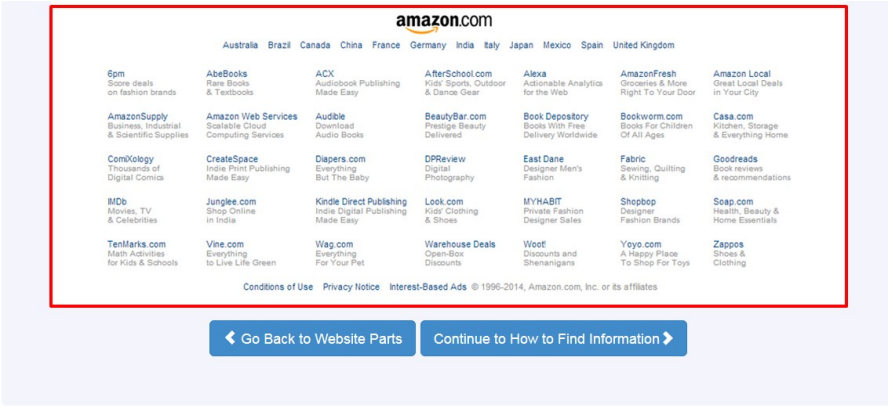 amazon.com
Australia Brazil Canada China France Germany India Italy Japan Mexico Spain United Kingdom
6pm AbeBooks ACX AfterSchool.com Alexa AmazonFresh Amazon Local
Score deals Rare Books Audiobook Publishing Kids' Sports, Outdoor Actionable Analytics Groceries & More Great Local Deals
on fashion brands & Textbooks Made Easy & Dance Gear for the Web Right To Your Door in Your City
AmazonSupply Amazon Web Services Audible BeautyBar.com Book Depository Bookworm.com Casa.com
Business, Industrial Scalable Cloud Download Prestige Beauty Books With Free Books For Children Kitchen, Storage
& Scientific Supplies Computing Services Audio Books Delivered Delivery Worldwide Of All Ages & Everything Home
ComiXology CreateSpace Diapers.com DPReview East Dane Fabric Goodreads
Thousands of Indie Print Publishing Everything Digital Designer Men's Sewing, Quilting Book reviews
Digital Comics Made Easy But The Baby Photography Fashion & Knitting & recommendations
IMDb Junglee.com Kindle Direct Publishing Look.com MYHABIT Shopbop Soap.com
Movies, TV Shop Online Indie Digital Publishing Kids' Clothing Private Fashion Designer Health, Beauty &
& Celebrities in India Made Easy & Shoes Designer Sales Fashion Brands Home Essentials
TenMarks.com Vine.com Wag.com Warehouse Deals Woot! Yoyo.com Zappos
Math Activities Everything Everything Open-Box Discounts and A Happy Place Shoes &
for Kids & Schools to Live Life Green For Your Pet Discounts Shenanigans To Shop For Toys Clothing
Conditions of Use Privacy Notice Interest-Based Ads © 1996-2014, Amazon.com, Inc. or its affiliates
Go Back to Website Parts Continue to How to Find Information